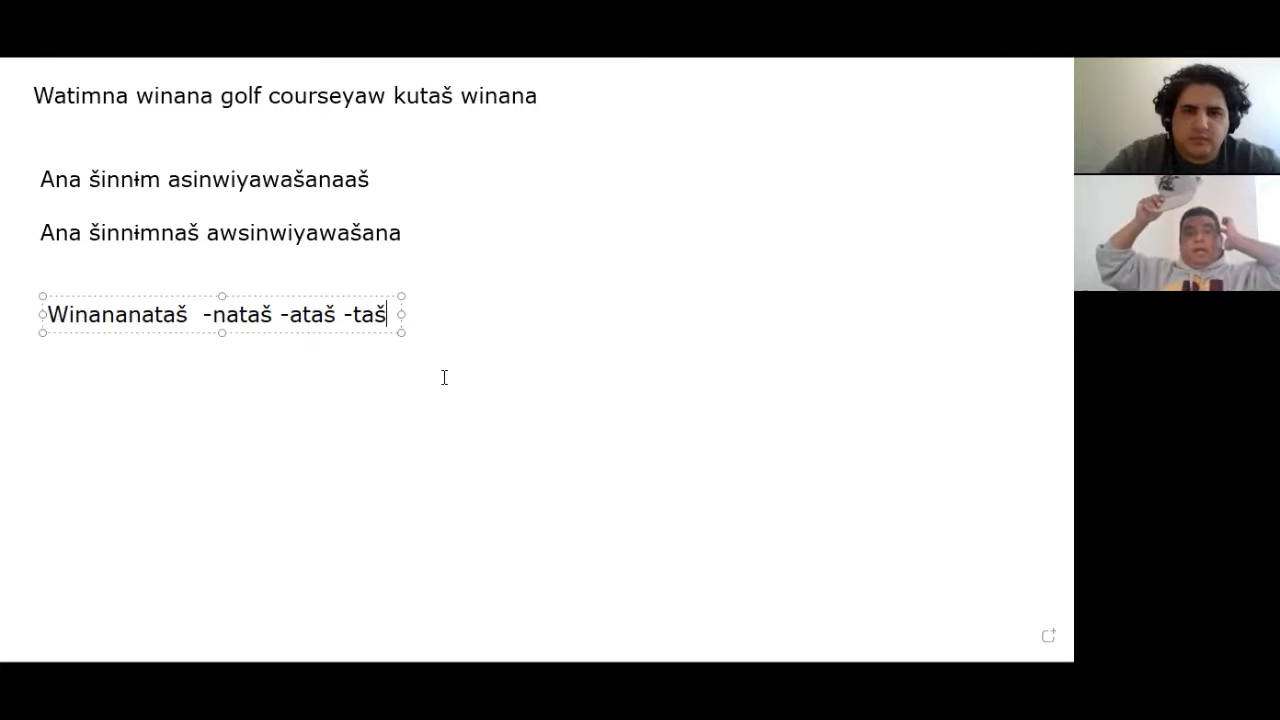 Watimna winana golf courseyaw kutaš winana
Ana šinnɨm asinwiyawašanaaš
Ana šinnɨmnaš awsinwiyawašana
Winananataš -nataš -ataš -taš